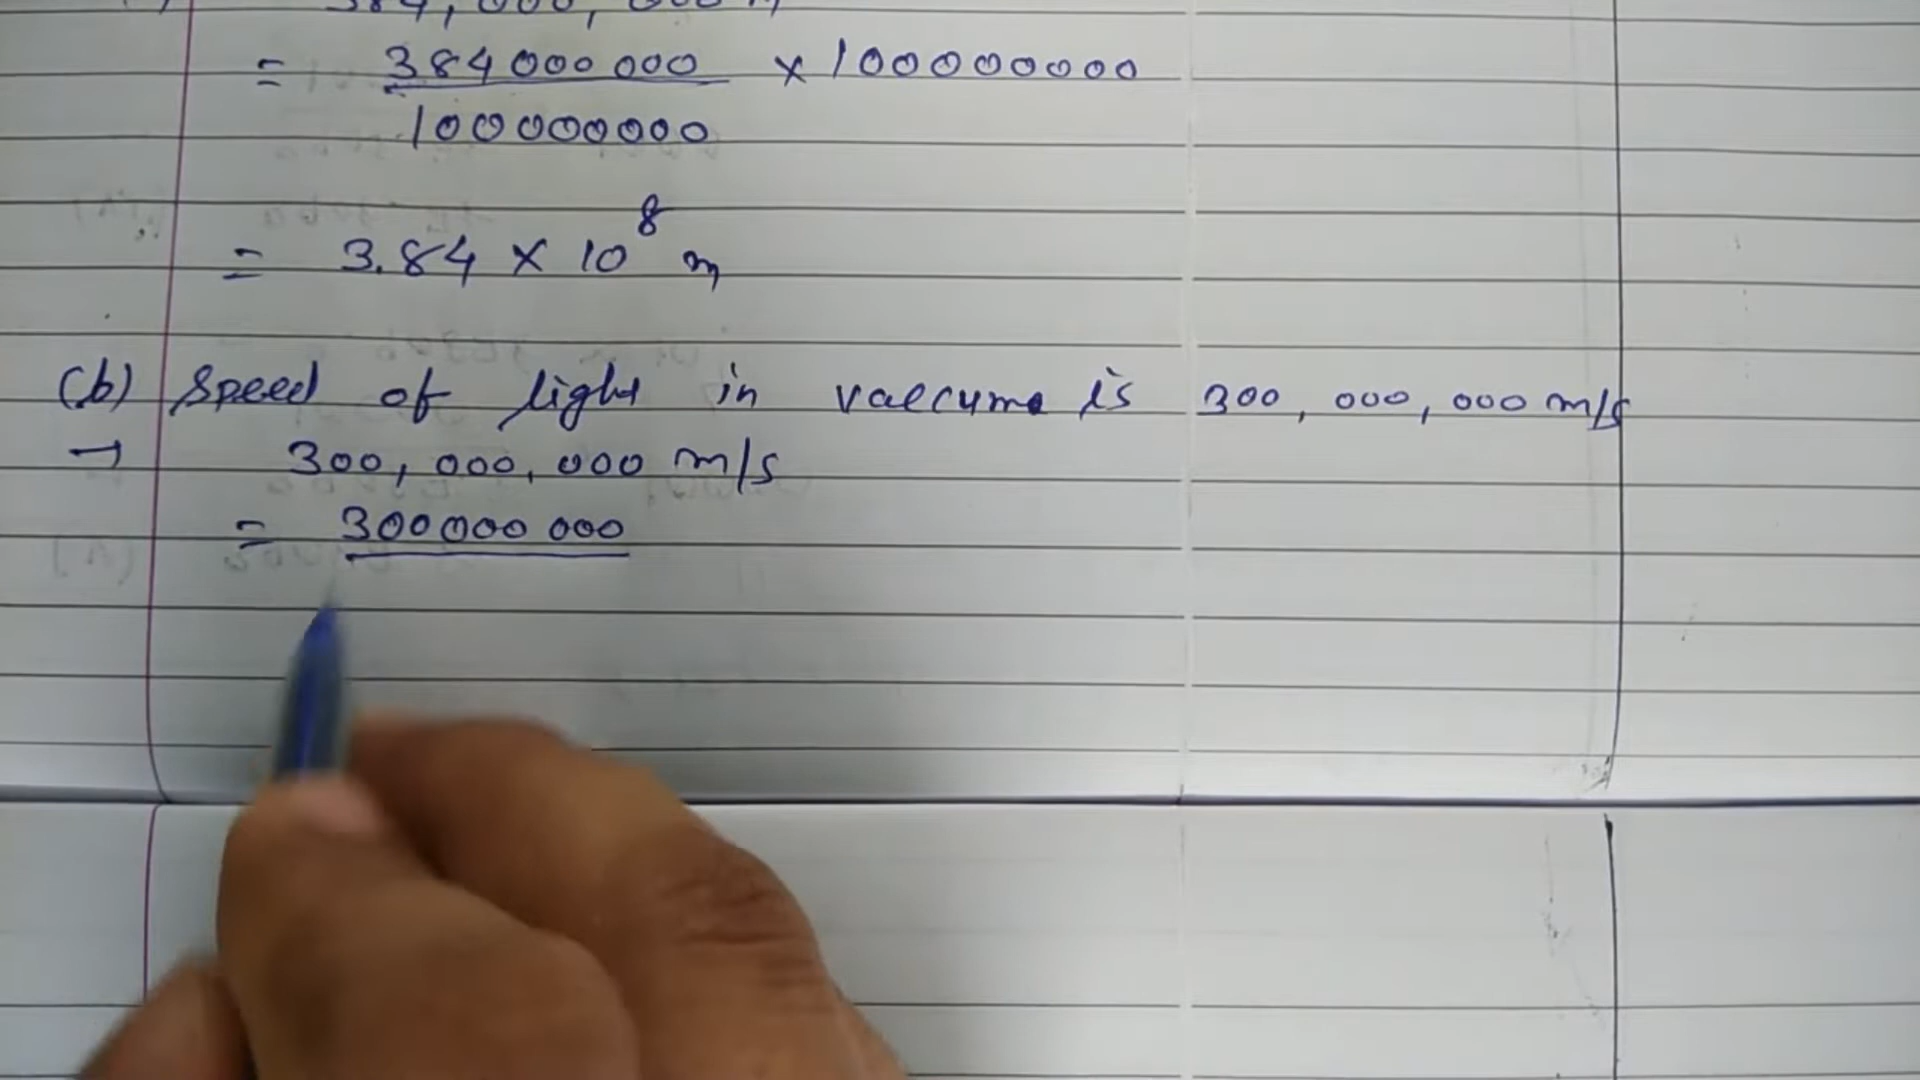 = 384000000 × 100000000
100000000
= 3.84 × 10⁸ m
(b) Speed of light in vaccume is 300,000,000 m/s
→ 300,000,000 m/s
= 300000000